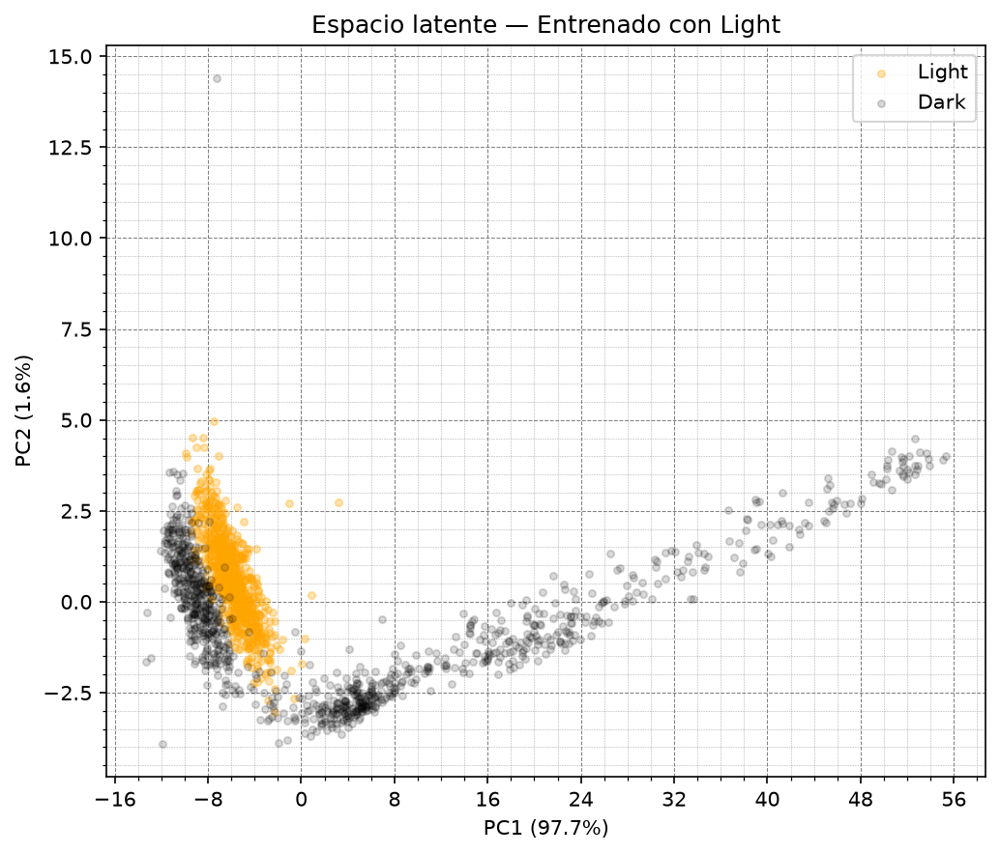 Espacio latente — Entrenado con Light
Light
Dark
15.0
12.5
10.0
7.5
5.0
2.5
0.0
−2.5
PC2 (1.6%)
−16 −8 0 8 16 24 32 40 48 56
PC1 (97.7%)